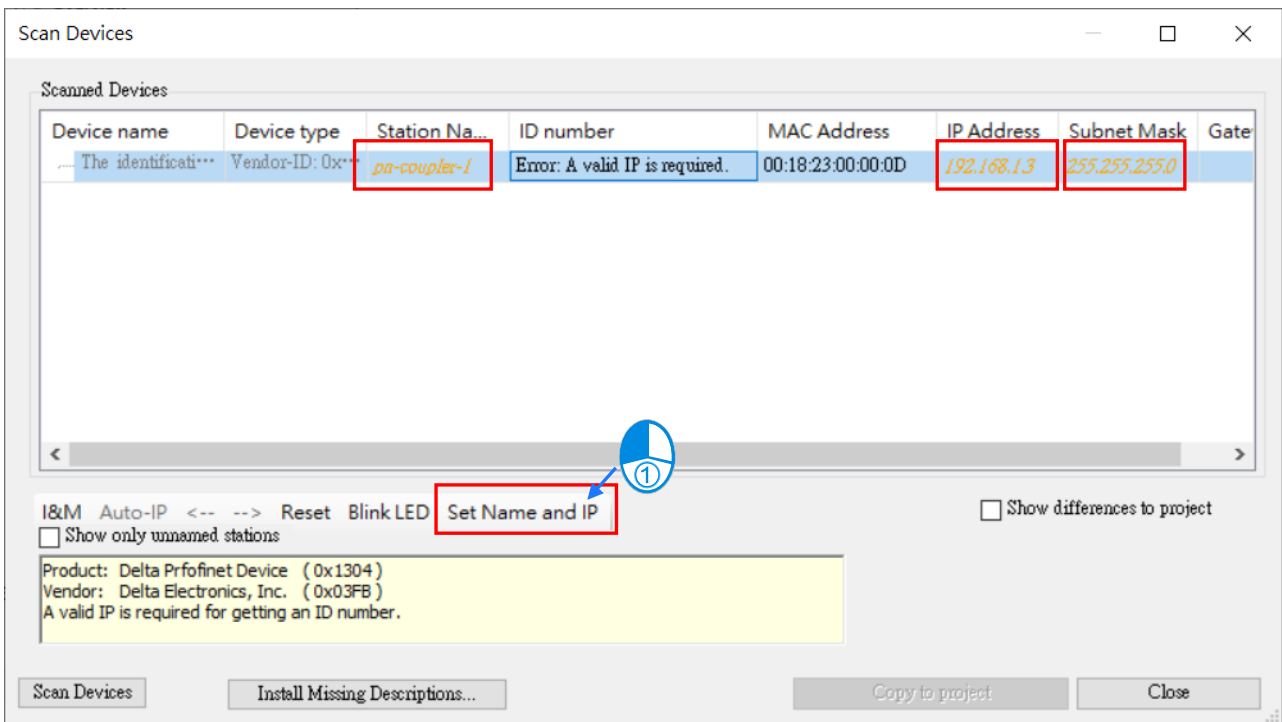 Scan Devices
Scanned Devices
Device name Device type Station Na... ID number MAC Address IP Address Subnet Mask Gate
The identificati... Vendor-ID: 0x... pa-coupler-1 Error: A valid IP is required. 00:18:23:00:00:0D 192.168.1.3 255.255.255.0
①
I&M Auto-IP <-- --> Reset Blink LED Set Name and IP Show differences to project
Show only unnamed stations
Product: Delta Prfofinet Device (0x1304)
Vendor: Delta Electronics, Inc. (0x03FB)
A valid IP is required for getting an ID number.
Scan Devices Install Missing Descriptions... Copy to project Close